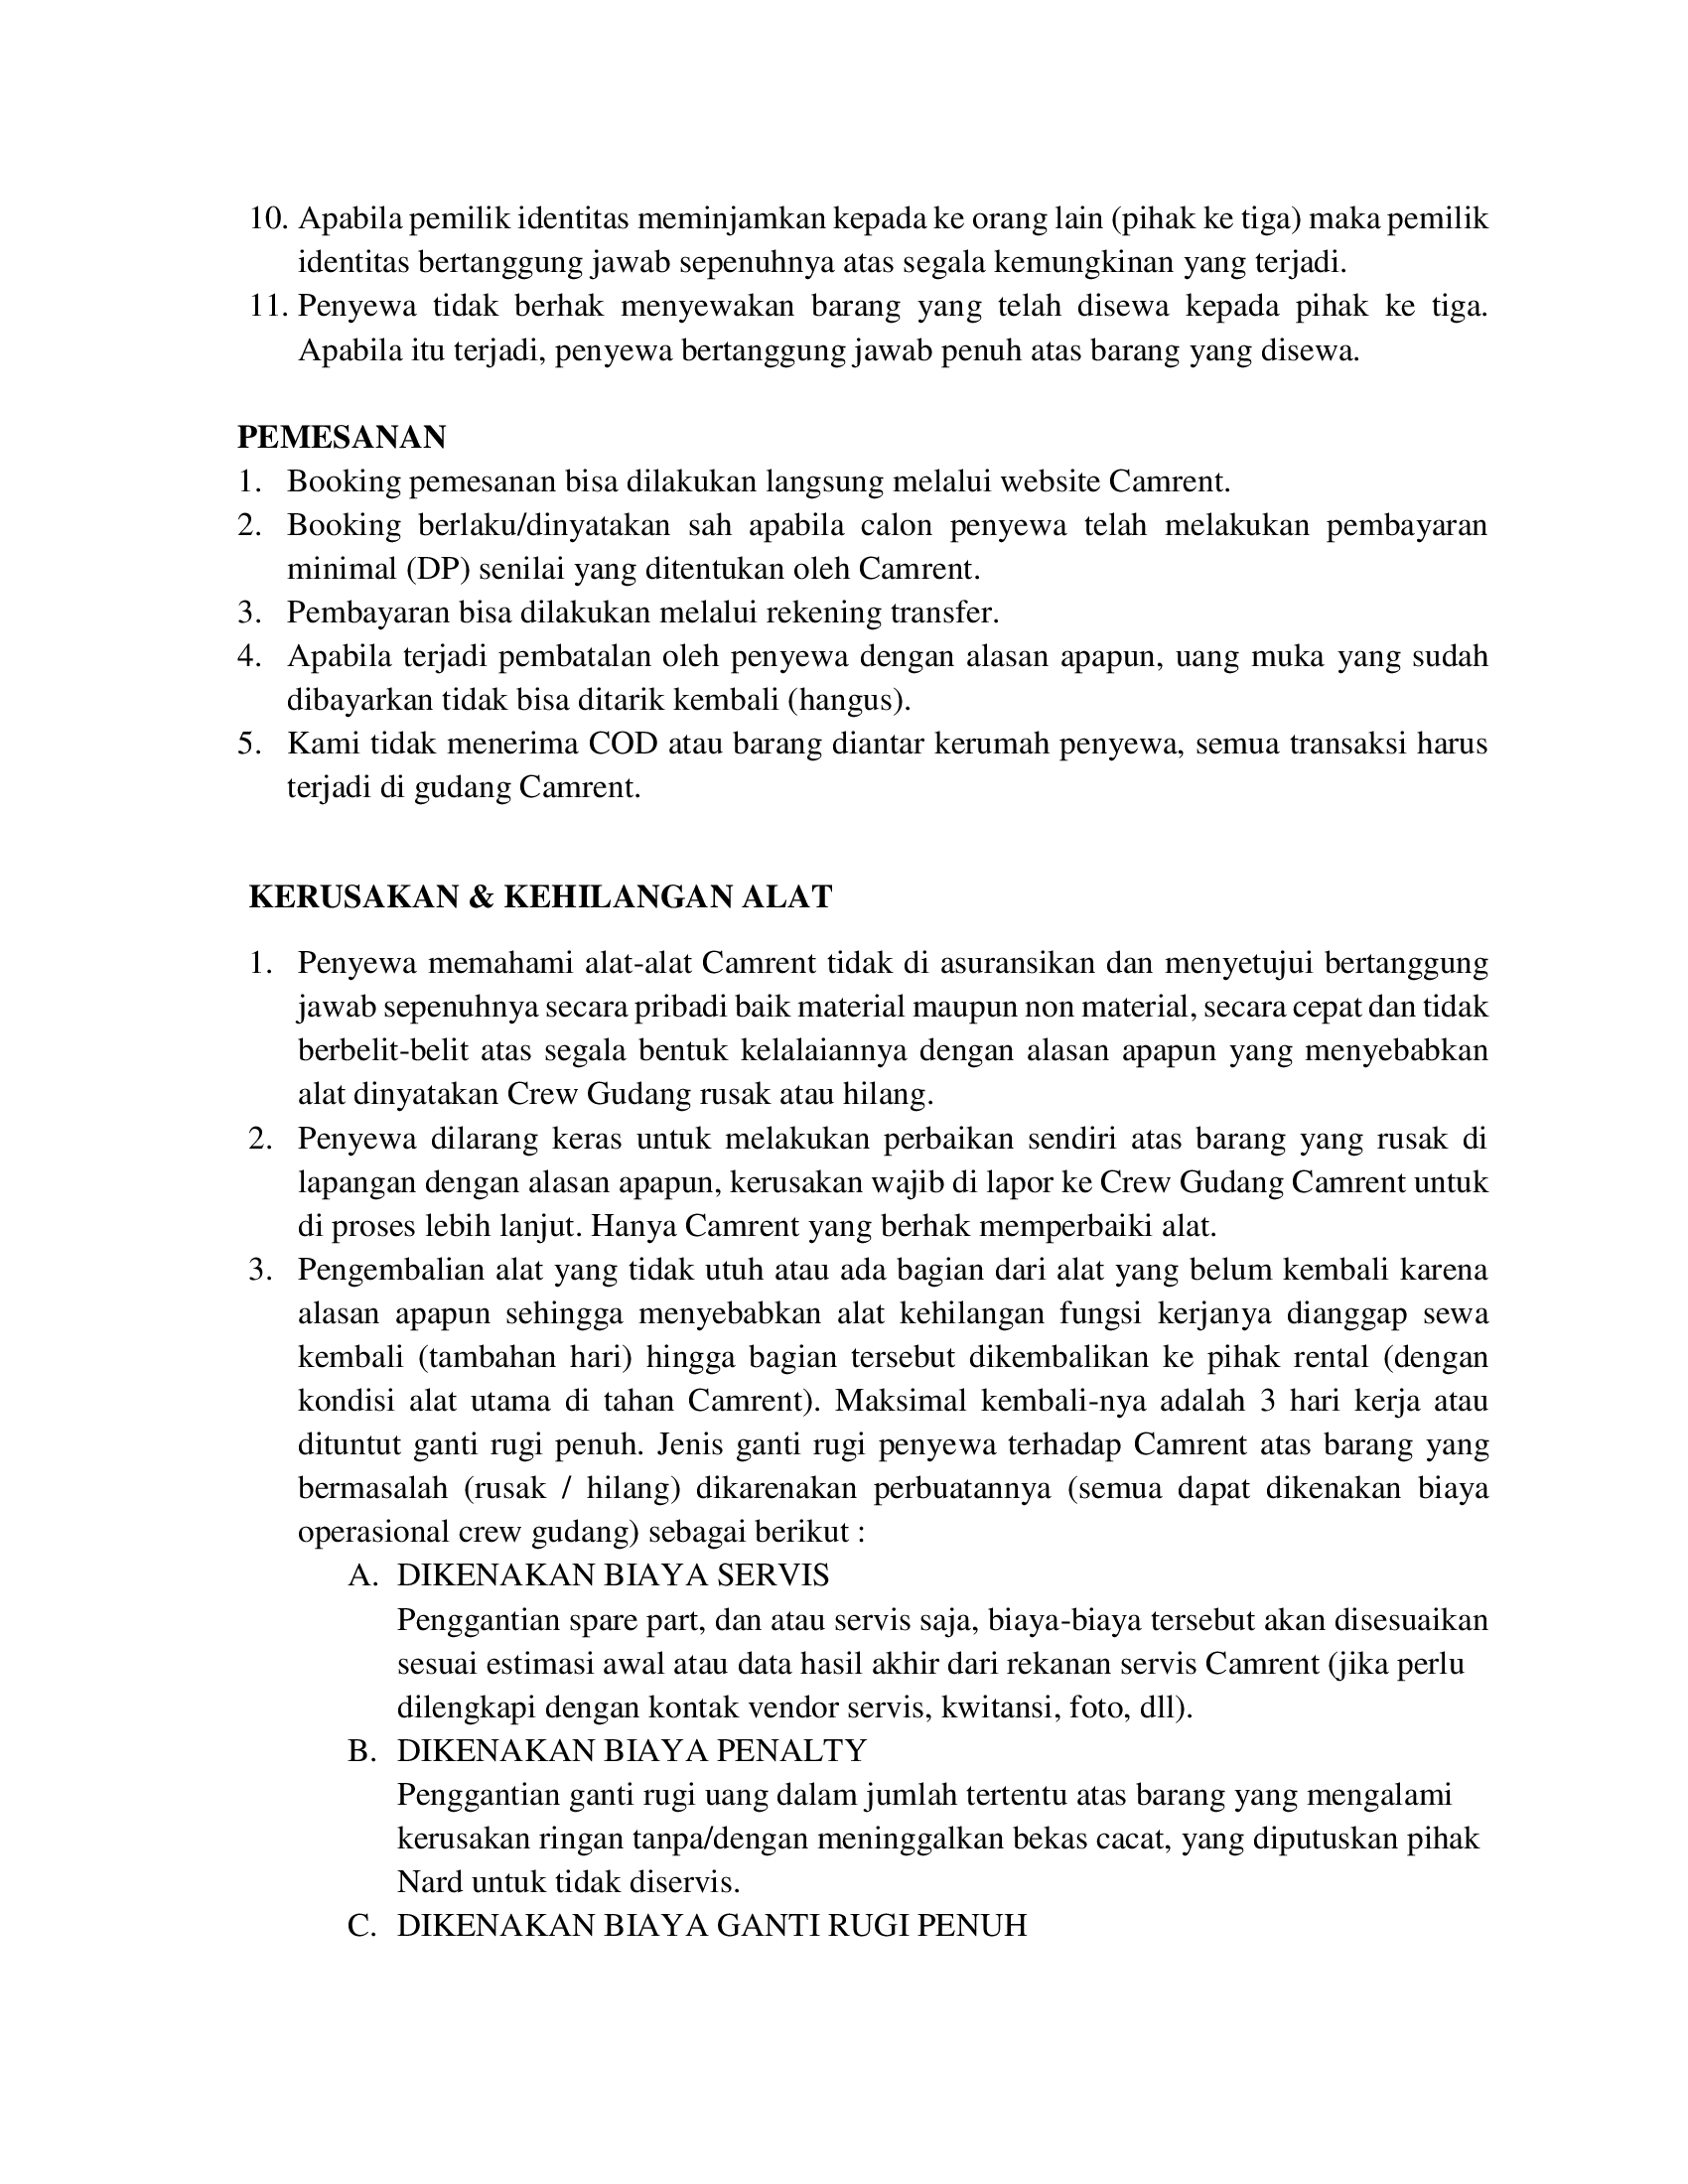 10. Apabila pemilik identitas meminjamkan kepada ke orang lain (pihak ke tiga) maka pemilik
identitas bertanggung jawab sepenuhnya atas segala kemungkinan yang terjadi.
11. Penyewa tidak berhak menyewakan barang yang telah disewa kepada pihak ke tiga.
Apabila itu terjadi, penyewa bertanggung jawab penuh atas barang yang disewa.
PEMESANAN
1. Booking pemesanan bisa dilakukan langsung melalui website Camrent.
2. Booking berlaku/dinyatakan sah apabila calon penyewa telah melakukan pembayaran
minimal (DP) senilai yang ditentukan oleh Camrent.
3. Pembayaran bisa dilakukan melalui rekening transfer.
4. Apabila terjadi pembatalan oleh penyewa dengan alasan apapun, uang muka yang sudah
dibayarkan tidak bisa ditarik kembali (hangus).
5. Kami tidak menerima COD atau barang diantar kerumah penyewa, semua transaksi harus
terjadi di gudang Camrent.
KERUSAKAN & KEHILANGAN ALAT
1. Penyewa memahami alat-alat Camrent tidak di asuransikan dan menyetujui bertanggung
jawab sepenuhnya secara pribadi baik material maupun non material, secara cepat dan tidak
berbelit-belit atas segala bentuk kelalaiannya dengan alasan apapun yang menyebabkan
alat dinyatakan Crew Gudang rusak atau hilang.
2. Penyewa dilarang keras untuk melakukan perbaikan sendiri atas barang yang rusak di
lapangan dengan alasan apapun, kerusakan wajib di lapor ke Crew Gudang Camrent untuk
di proses lebih lanjut. Hanya Camrent yang berhak memperbaiki alat.
3. Pengembalian alat yang tidak utuh atau ada bagian dari alat yang belum kembali karena
alasan apapun sehingga menyebabkan alat kehilangan fungsi kerjanya dianggap sewa
kembali (tambahan hari) hingga bagian tersebut dikembalikan ke pihak rental (dengan
kondisi alat utama di tahan Camrent). Maksimal kembali-nya adalah 3 hari kerja atau
dituntut ganti rugi penuh. Jenis ganti rugi penyewa terhadap Camrent atas barang yang
bermasalah (rusak / hilang) dikarenakan perbuatannya (semua dapat dikenakan biaya
operasional crew gudang) sebagai berikut :
A. DIKENAKAN BIAYA SERVIS
Penggantian spare part, dan atau servis saja, biaya-biaya tersebut akan disesuaikan
sesuai estimasi awal atau data hasil akhir dari rekanan servis Camrent (jika perlu
dilengkapi dengan kontak vendor servis, kwitansi, foto, dll).
B. DIKENAKAN BIAYA PENALTY
Penggantian ganti rugi uang dalam jumlah tertentu atas barang yang mengalami
kerusakan ringan tanpa/dengan meninggalkan bekas cacat, yang diputuskan pihak
Nard untuk tidak diservis.
C. DIKENAKAN BIAYA GANTI RUGI PENUH